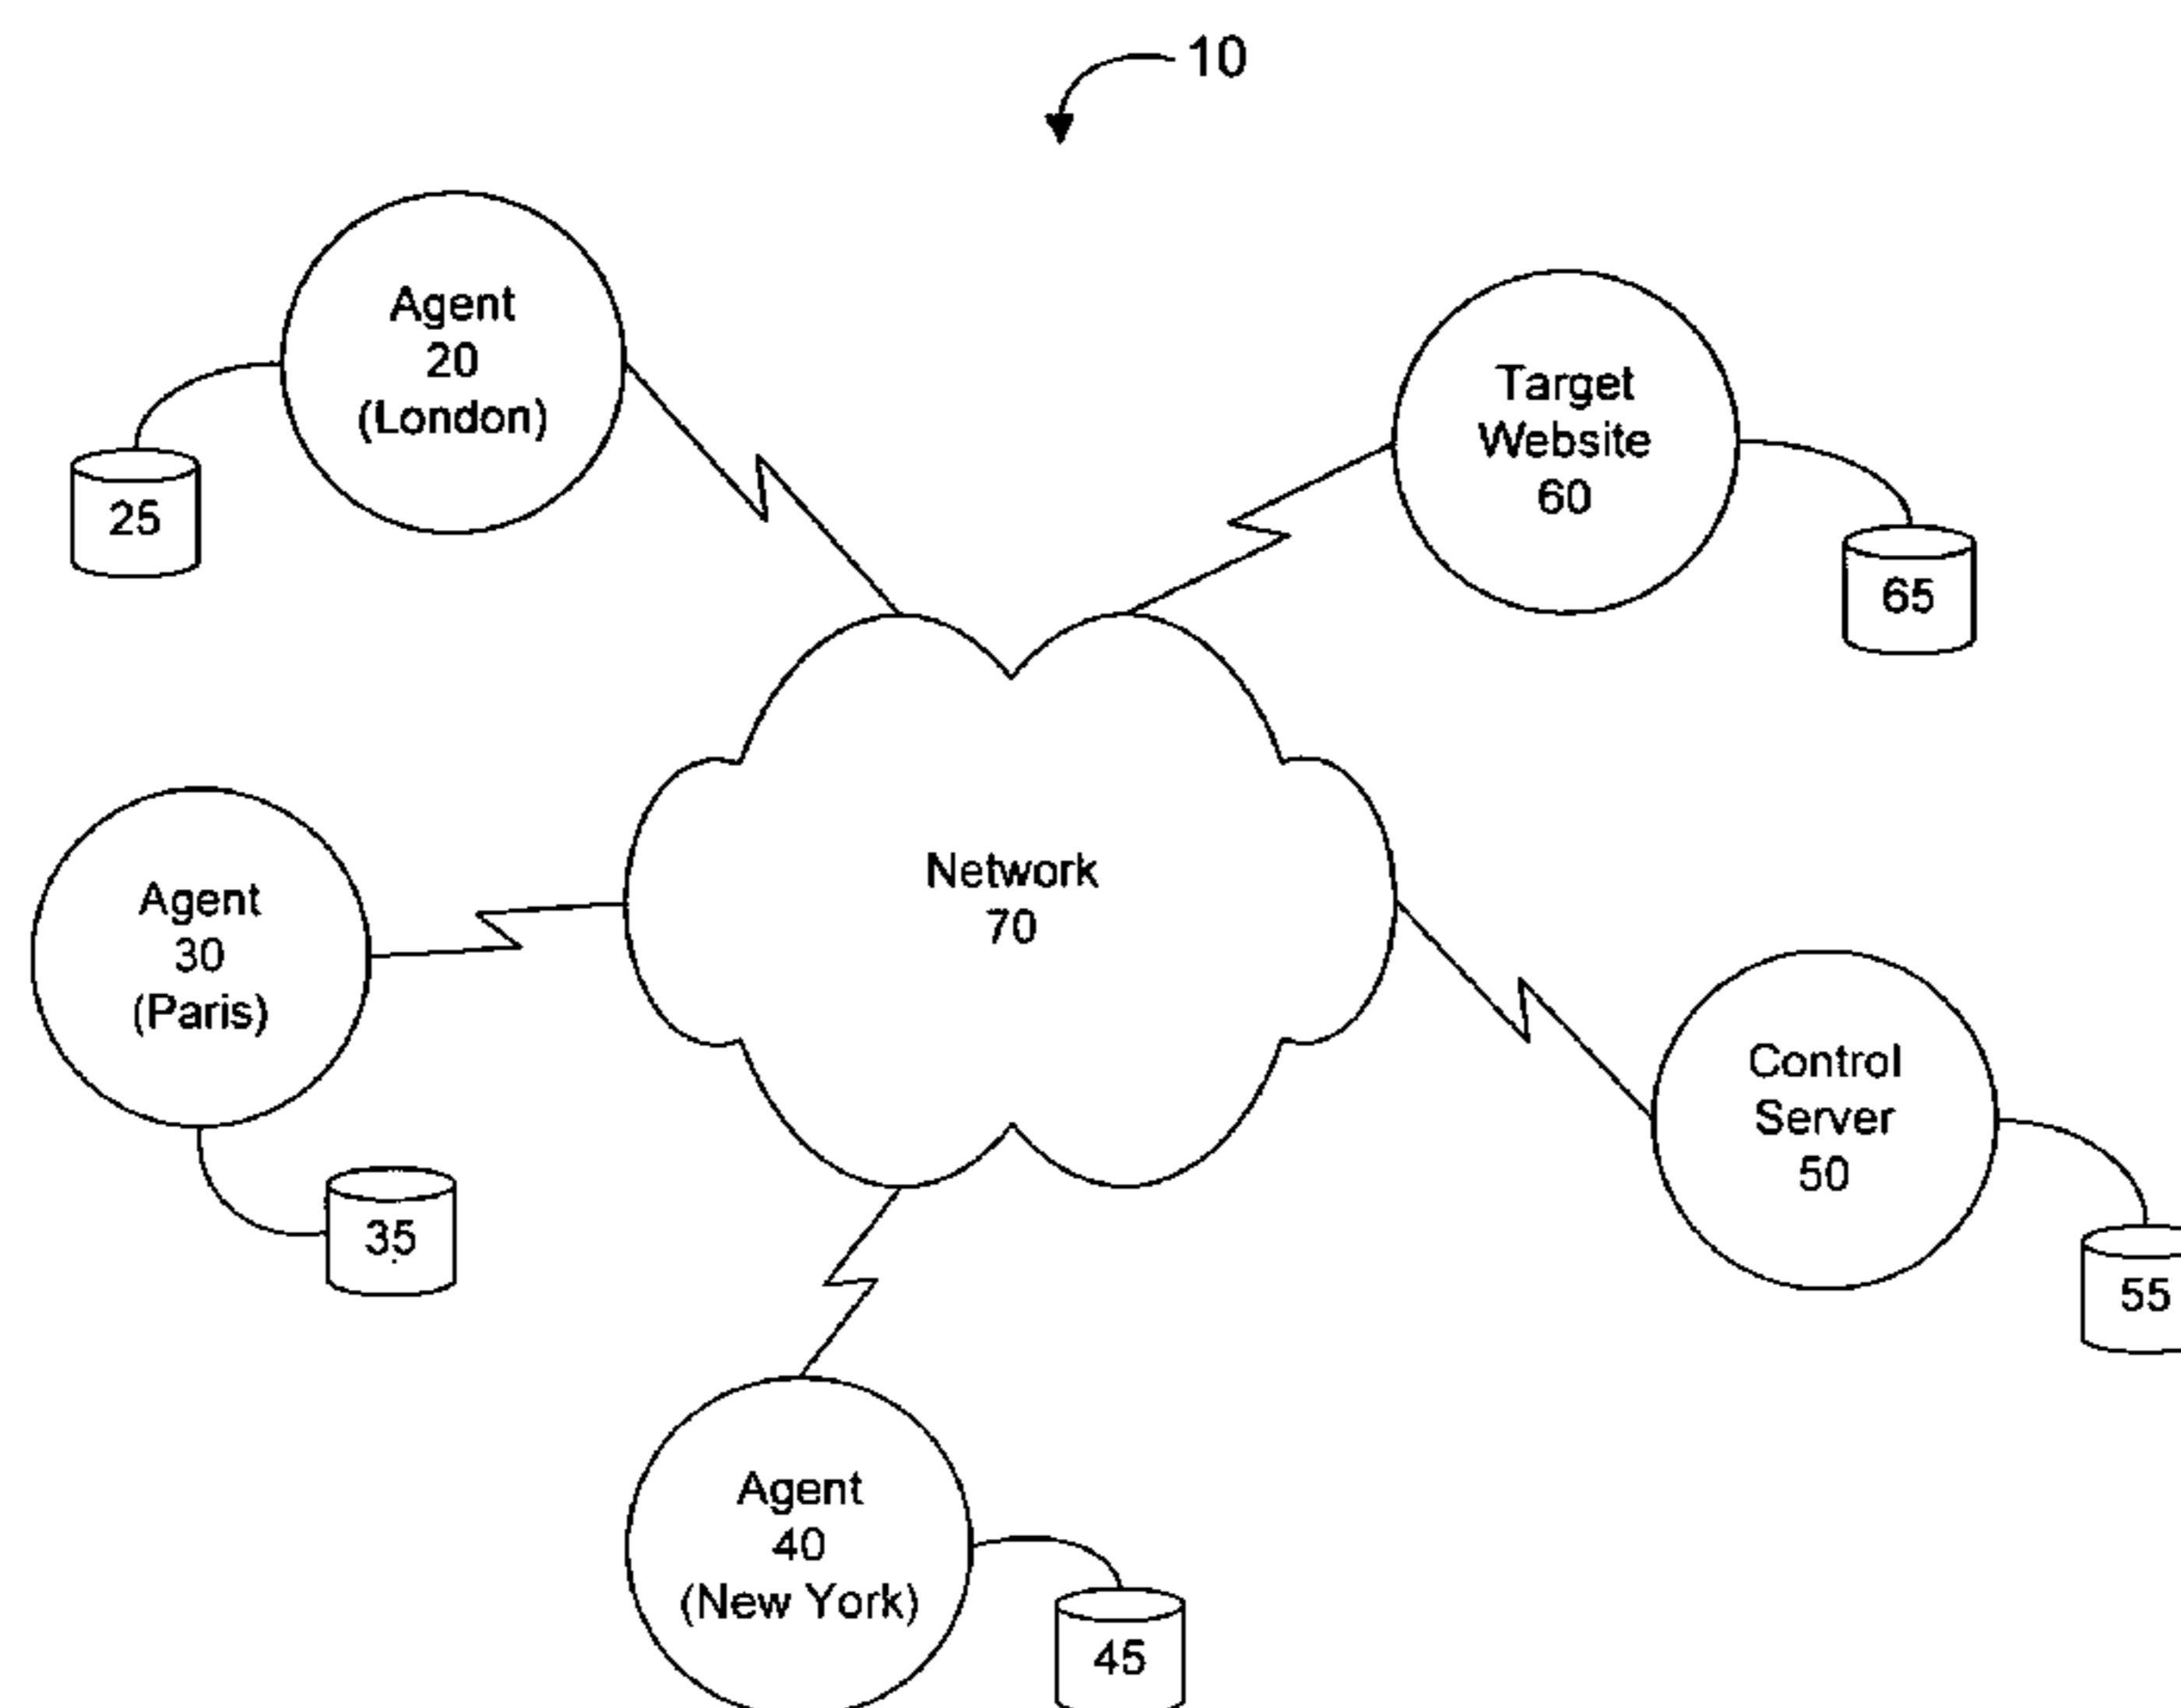 10
Agent
20
(London)
25
Target
Website
60
65
Network
70
Agent
30
(Paris)
35
Control
Server
50
55
Agent
40
(New York)
45